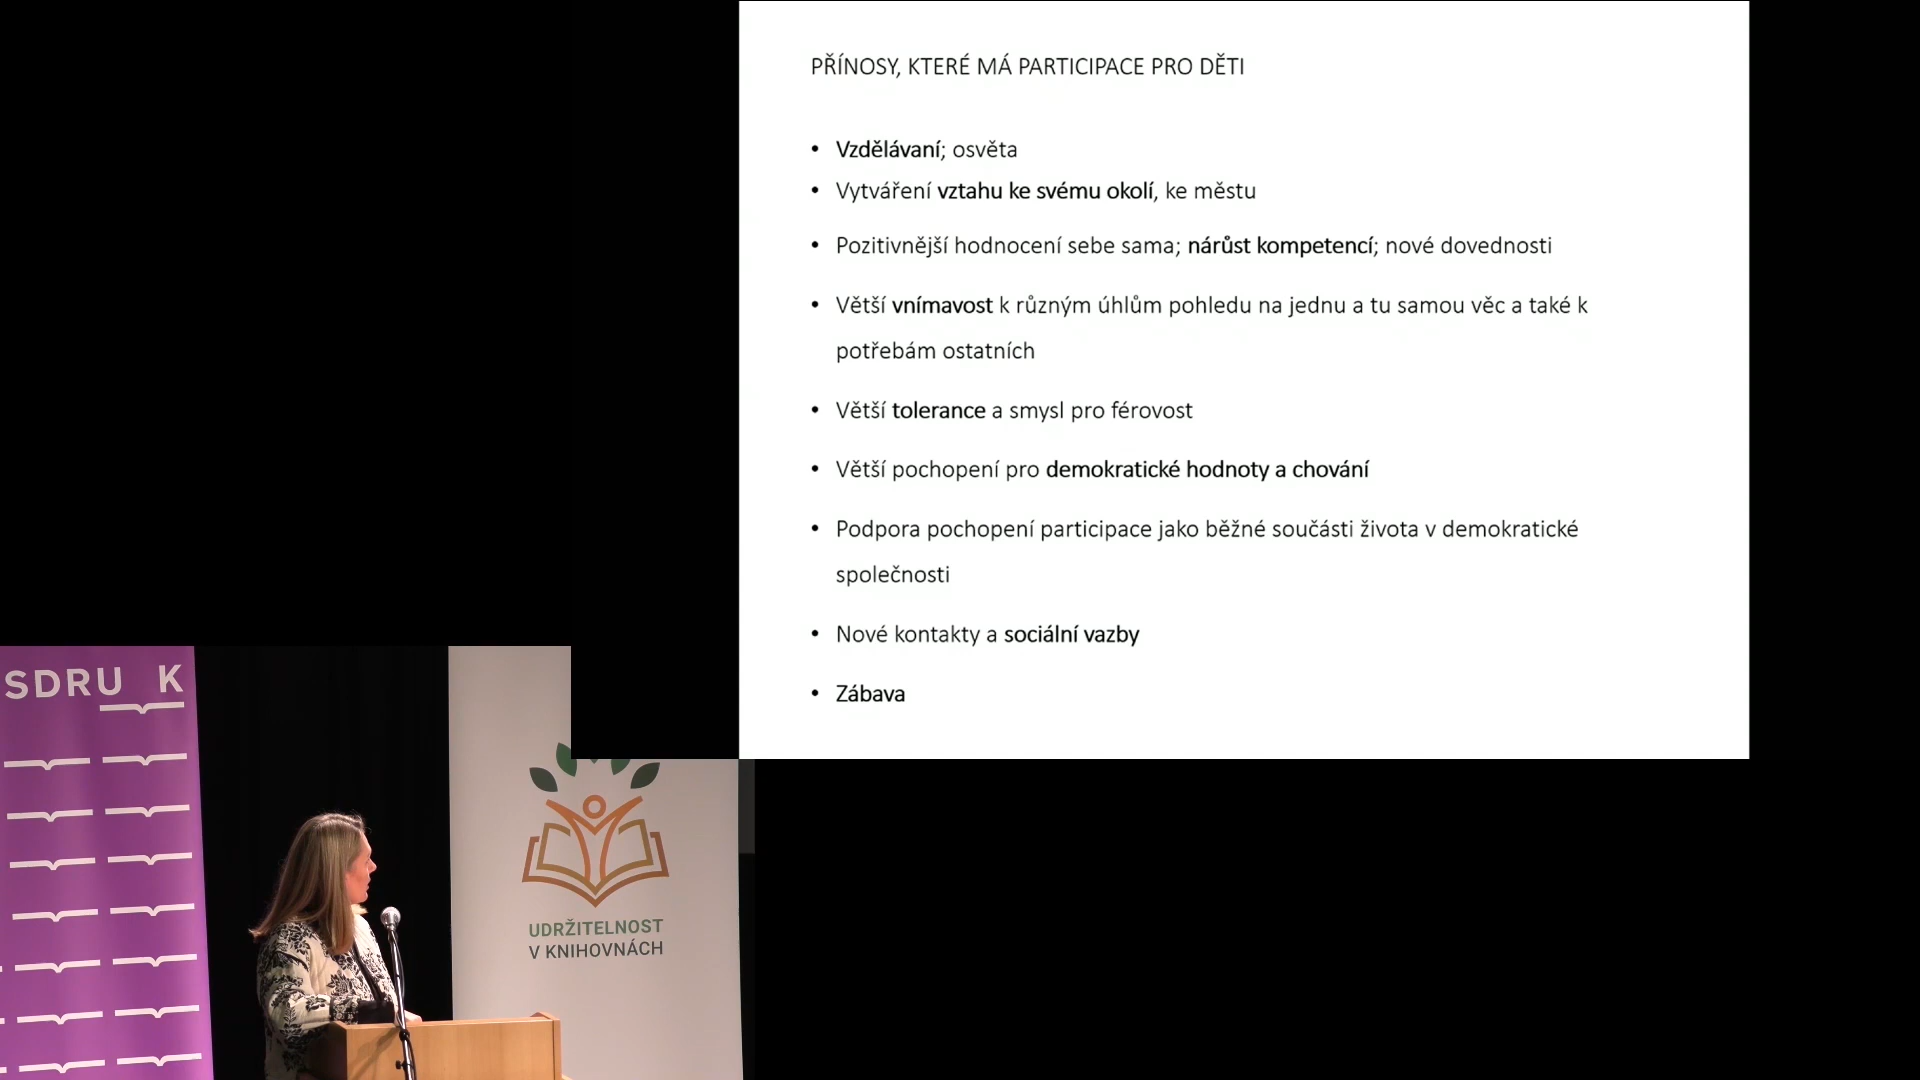 PŘÍNOSY, KTERÉ MÁ PARTICIPACE PRO DĚTI
• Vzdělávaní; osvěta
• Vytváření vztahu ke svému okolí, ke městu
• Pozitivnější hodnocení sebe sama; nárůst kompetencí; nové dovednosti
• Větší vnímavost k různým úhlům pohledu na jednu a tu samou věc a také k
potřebám ostatních
• Větší tolerance a smysl pro férovost
• Větší pochopení pro demokratické hodnoty a chování
• Podpora pochopení participace jako běžné součásti života v demokratické
společnosti
• Nové kontakty a sociální vazby
• Zábava
SDRU K
UDRŽITELNOST
V KNIHOVNÁCH